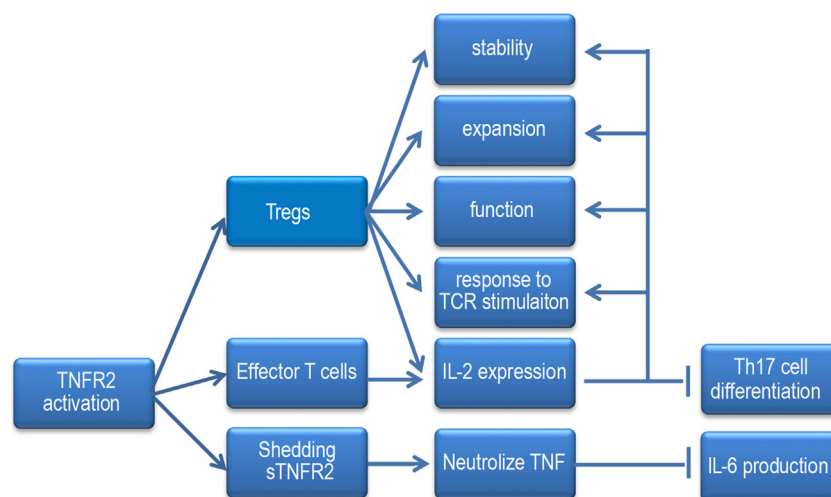 stability
expansion
Tregs
function
response to
TCR stimulaiton
TNFR2
activation
Effector T cells
IL-2 expression
Th17 cell
differentiation
Shedding
sTNFR2
Neutrolize TNF
IL-6 production